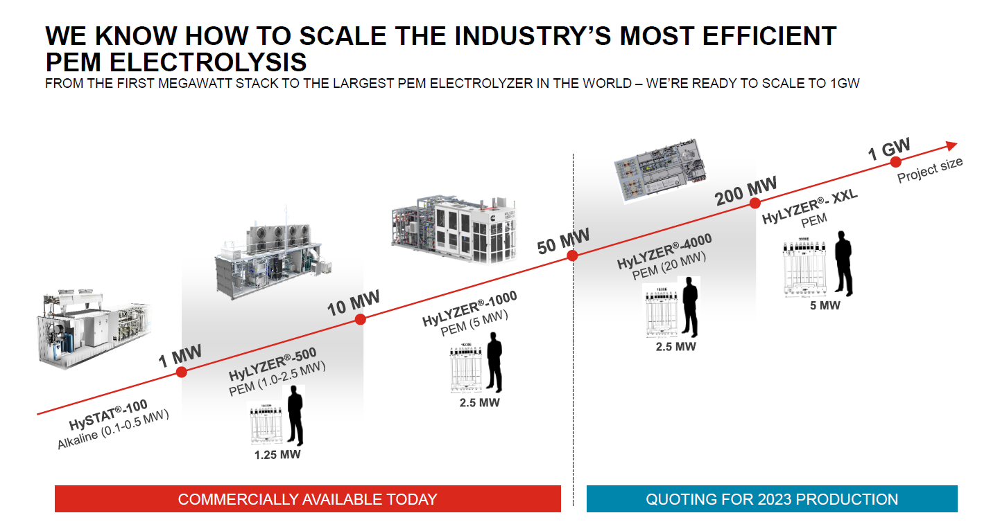 WE KNOW HOW TO SCALE THE INDUSTRY’S MOST EFFICIENT
PEM ELECTROLYSIS
FROM THE FIRST MEGAWATT STACK TO THE LARGEST PEM ELECTROLYZER IN THE WORLD – WE’RE READY TO SCALE TO 1GW
1 MW
10 MW
50 MW
200 MW
1 GW
Project size
HySTAT®-100
Alkaline (0.1-0.5 MW)
HyLYZER®-500
PEM (1.0-2.5 MW)
1.25 MW
HyLYZER®-1000
PEM (5 MW)
2.5 MW
HyLYZER®-4000
PEM (20 MW)
2.5 MW
HyLYZER®- XXL
PEM
5 MW
COMMERCIALLY AVAILABLE TODAY
QUOTING FOR 2023 PRODUCTION